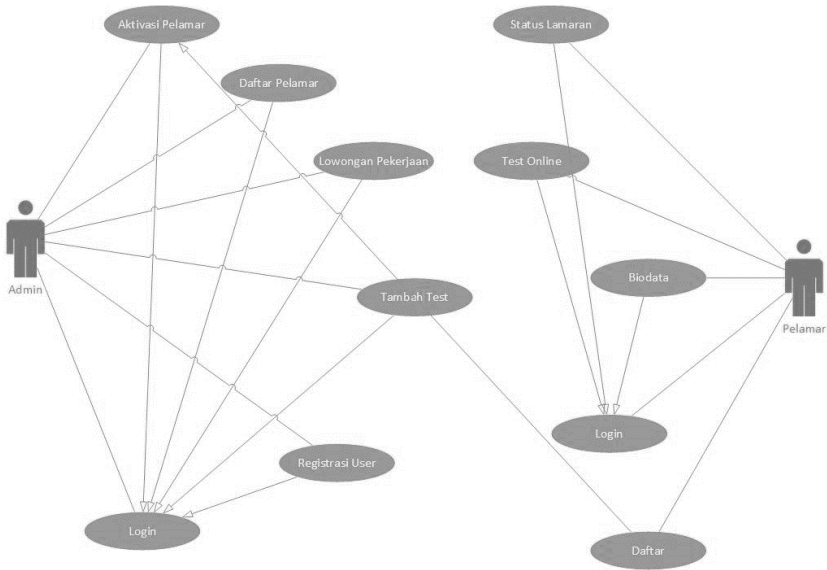 Aktivasi Pelamar
Status Lamaran
Daftar Pelamar
Lowongan Pekerjaan
Test Online
Admin
Biodata
Tambah Test
Pelamar
Login
Registrasi User
Login
Daftar